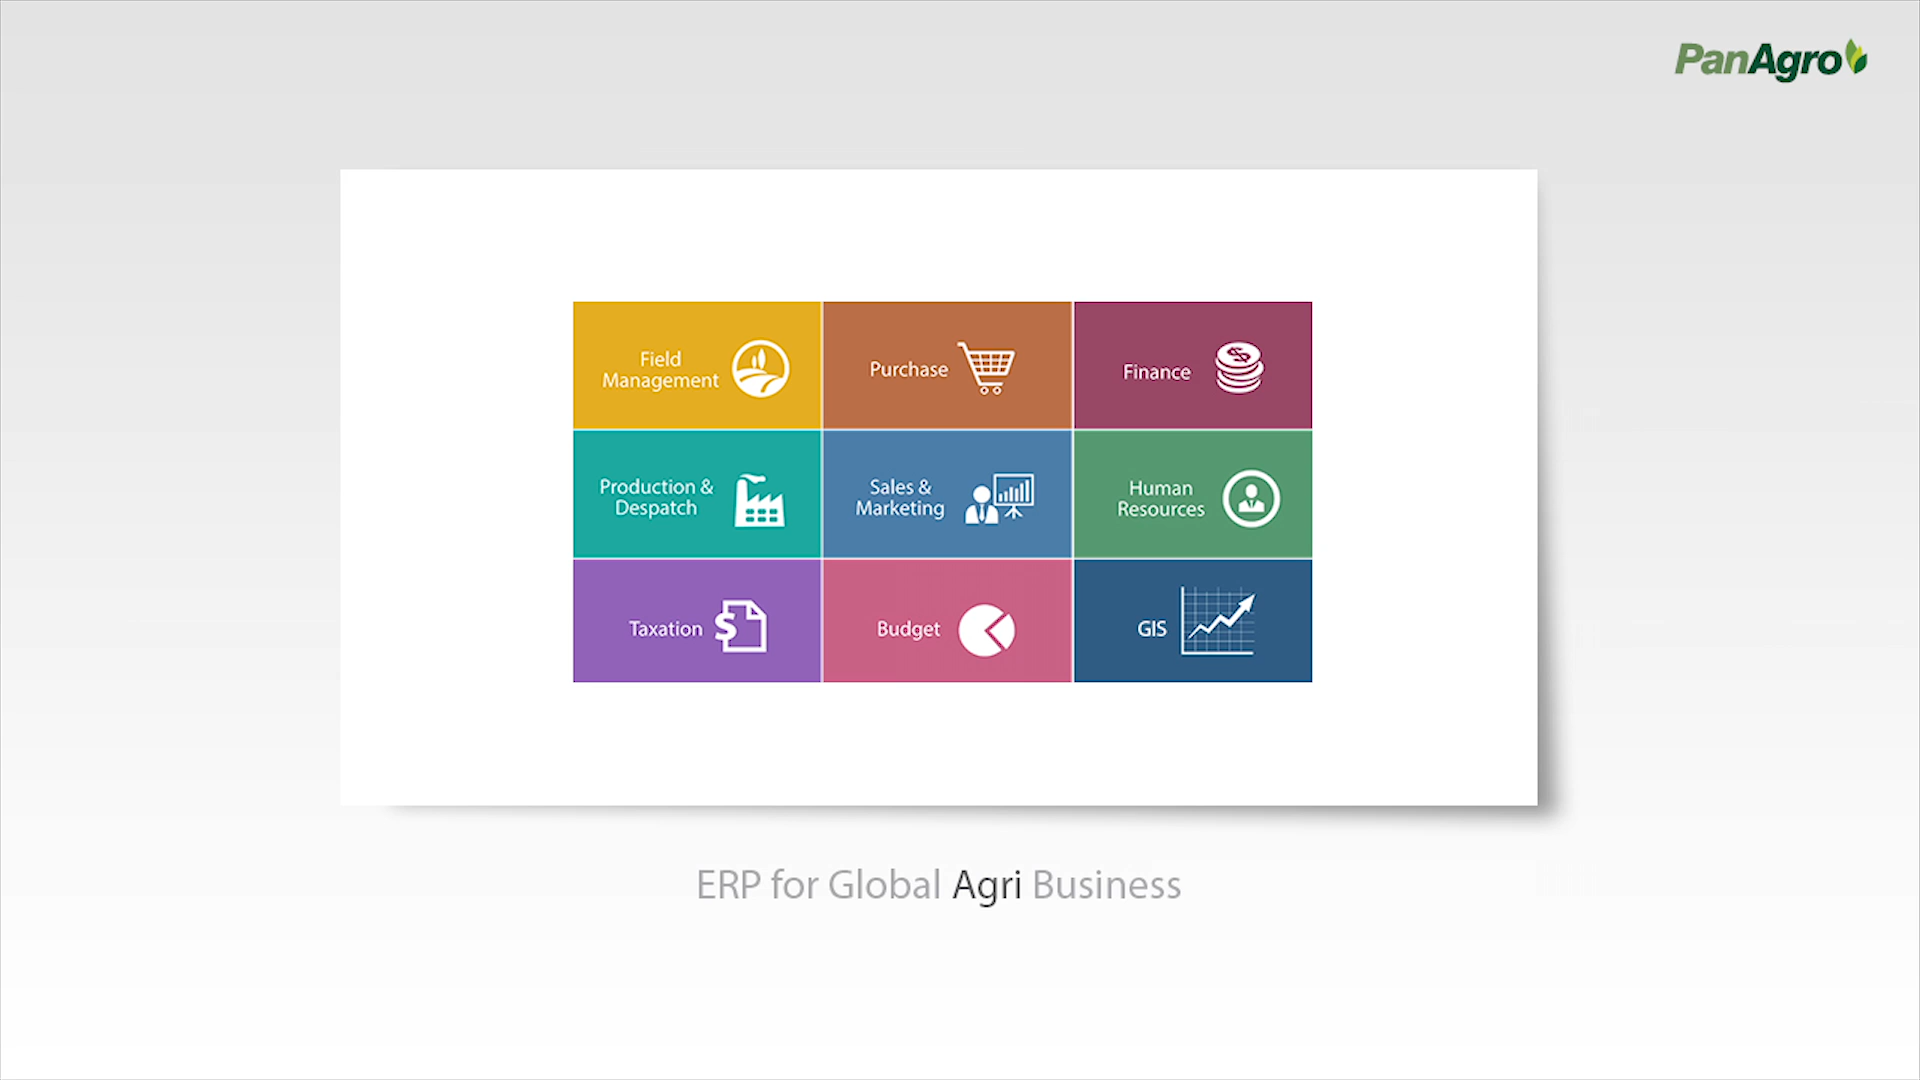 PanAgro
Field
Management
Purchase
Finance
Production &
Despatch
Sales &
Marketing
Human
Resources
Taxation
Budget
GIS
ERP for Global Agri Business